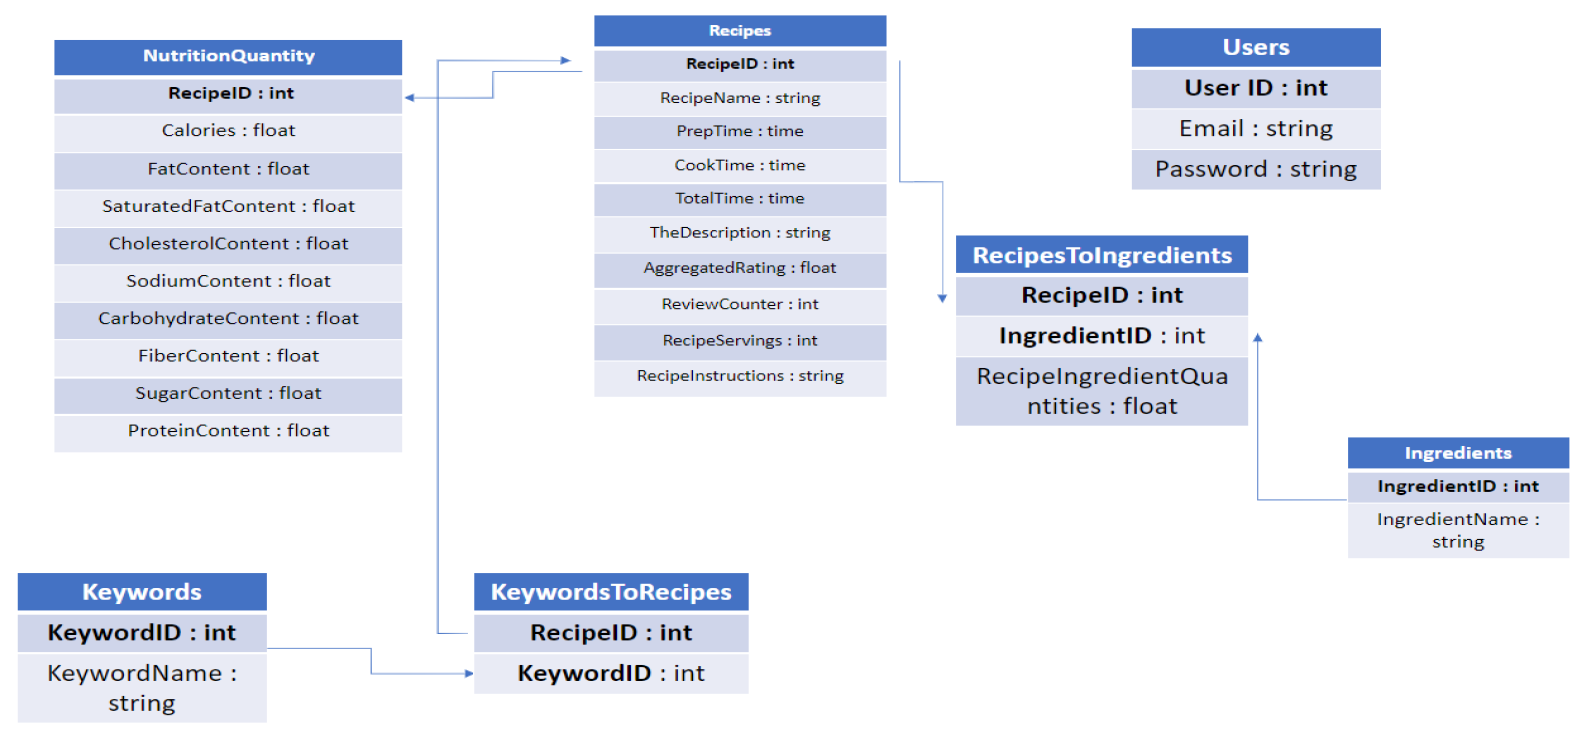 NutritionQuantity
RecipeID : int
Calories : float
FatContent : float
SaturatedFatContent : float
CholesterolContent : float
SodiumContent : float
CarbohydrateContent : float
FiberContent : float
SugarContent : float
ProteinContent : float
Recipes
RecipeID : int
RecipeName : string
PrepTime : time
CookTime : time
TotalTime : time
TheDescription : string
AggregatedRating : float
ReviewCounter : int
RecipeServings : int
RecipeInstructions : string
Users
User ID : int
Email : string
Password : string
RecipesToIngredients
RecipeID : int
IngredientID : int
RecipeIngredientQua
ntities : float
Ingredients
IngredientID : int
IngredientName :
string
Keywords
KeywordID : int
KeywordName :
string
KeywordsToRecipes
RecipeID : int
KeywordID : int